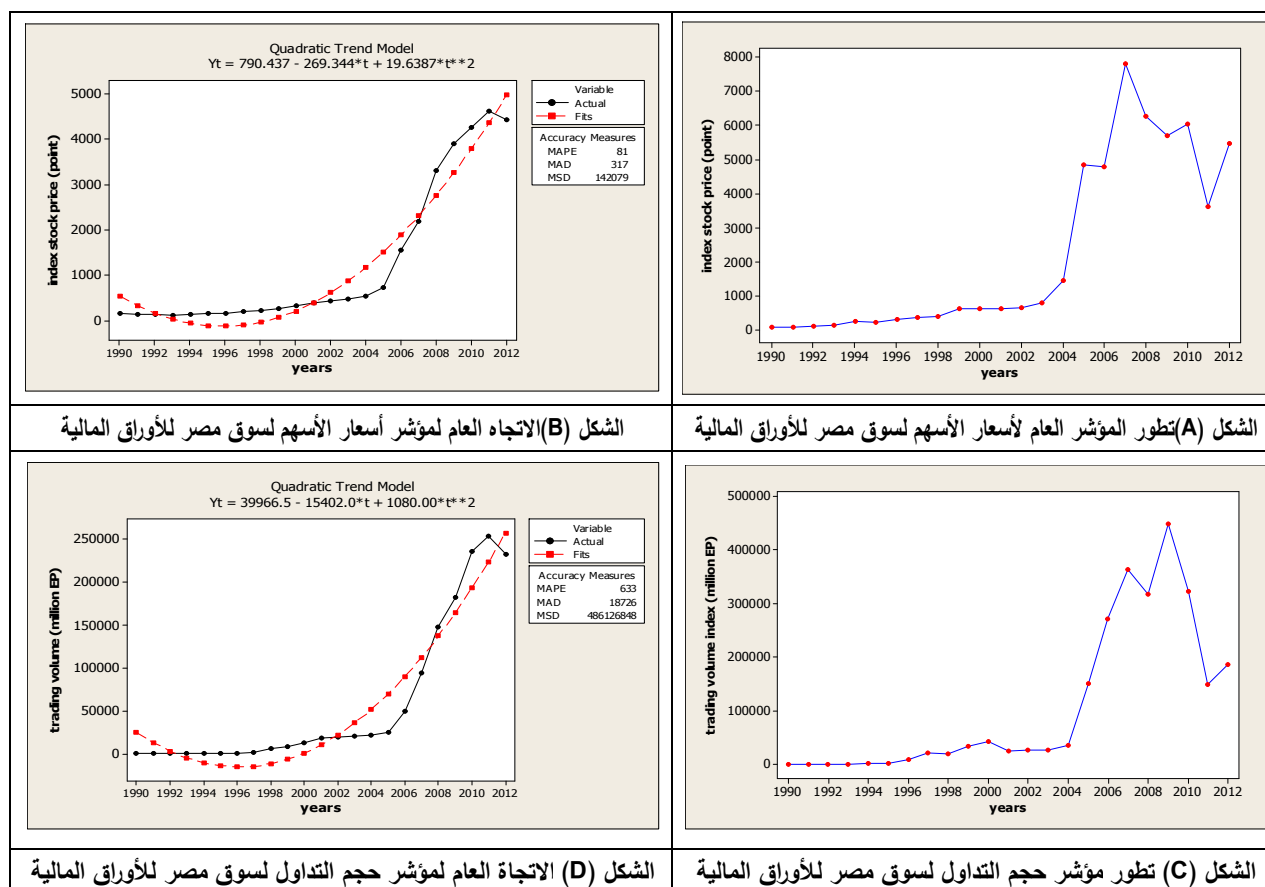 Quadratic Trend Model
Yt = 790.437 - 269.344*t + 19.6387*t**2
index stock price (point)
5000
4000
3000
2000
1000
0
1990 1992 1994 1996 1998 2000 2002 2004 2006 2008 2010 2012
years
Variable
Actual
Fits
Accuracy Measures
MAPE 81
MAD 317
MSD 142079
index stock price (point)
8000
7000
6000
5000
4000
3000
2000
1000
0
1990 1992 1994 1996 1998 2000 2002 2004 2006 2008 2010 2012
years
الشكل (A)تطور المؤشر العام لأسعار الأسهم لسوق مصر للأوراق المالية
الشكل (B)الاتجاه العام لمؤشر أسعار الأسهم لسوق مصر للأوراق المالية
Quadratic Trend Model
Yt = 39966.5 - 15402.0*t + 1080.00*t**2
trading volume (million EP)
250000
200000
150000
100000
50000
0
1990 1992 1994 1996 1998 2000 2002 2004 2006 2008 2010 2012
years
Variable
Actual
Fits
Accuracy Measures
MAPE 633
MAD 18726
MSD 486126848
trading volume index (million EP)
500000
400000
300000
200000
100000
0
1990 1992 1994 1996 1998 2000 2002 2004 2006 2008 2010 2012
years
الشكل (C) تطور مؤشر حجم التداول لسوق مصر للأوراق المالية
الشكل (D) الاتجاة العام لمؤشر حجم التداول لسوق مصر للأوراق المالية